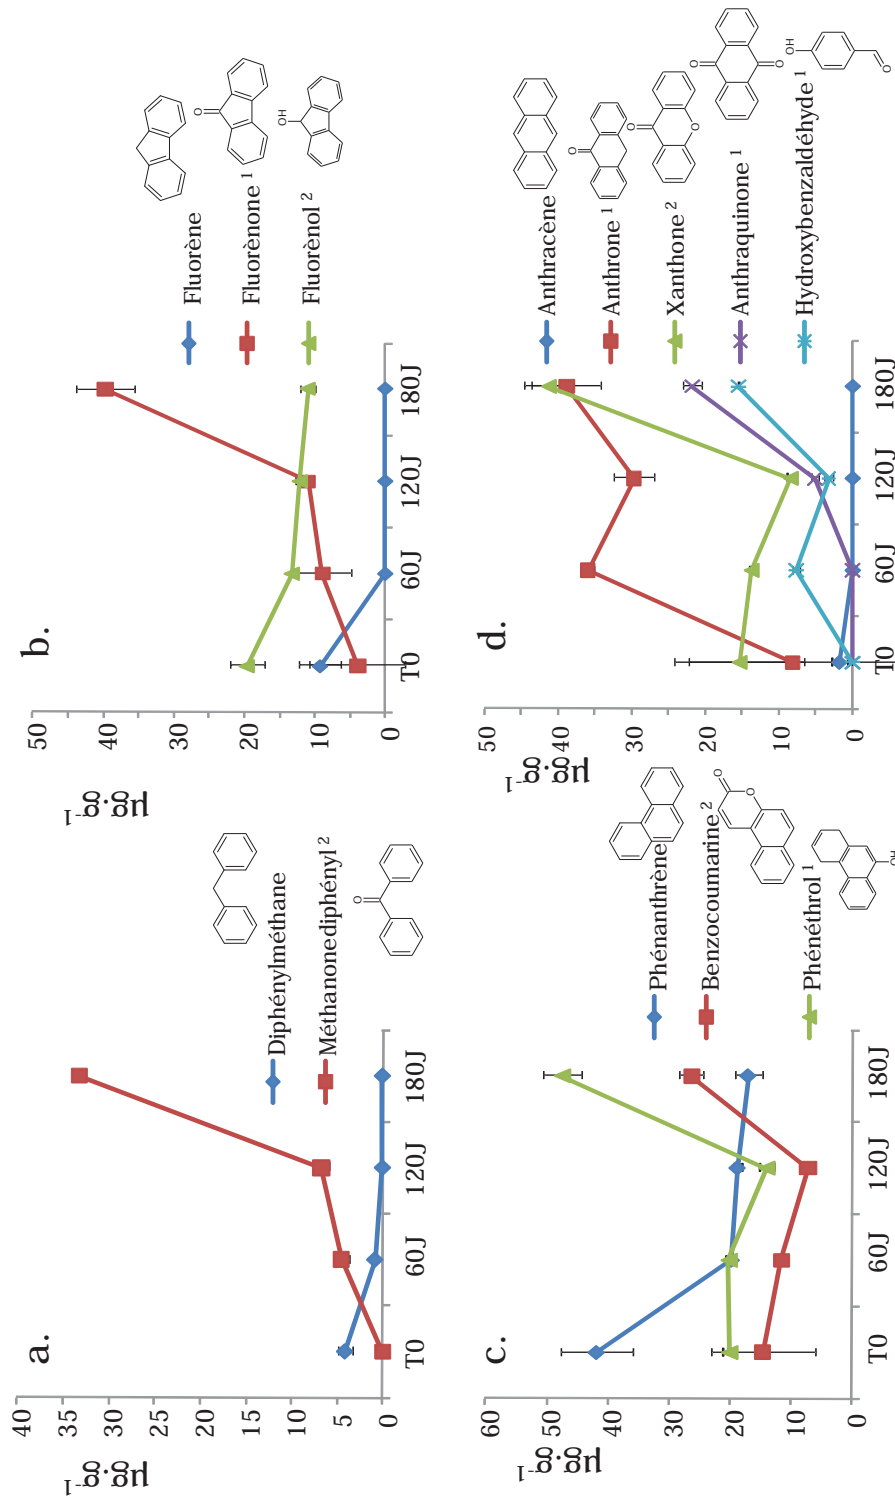 a.
µg.g⁻¹
40
35
30
25
20
15
10
5
0
T0 60J 120J 180J
Diphénylméthane
Méthanonediphényl ²
O
b.
µg.g⁻¹
50
40
30
20
10
0
T0 60J 120J 180J
Fluorène
Fluorènone ¹
Fluorènol ²
O
OH
c.
µg.g⁻¹
60
50
40
30
20
10
0
T0 60J 120J 180J
Phénanthrène
Benzocoumarine ²
Phénéthrol ¹
O
O
OH
d.
µg.g⁻¹
50
40
30
20
10
0
T0 60J 120J 180J
Anthracène
Anthrone ¹
Xanthone ²
Anthraquinone ¹
Hydroxybenzaldéhyde ¹
O
O
O
O
O
OH
O